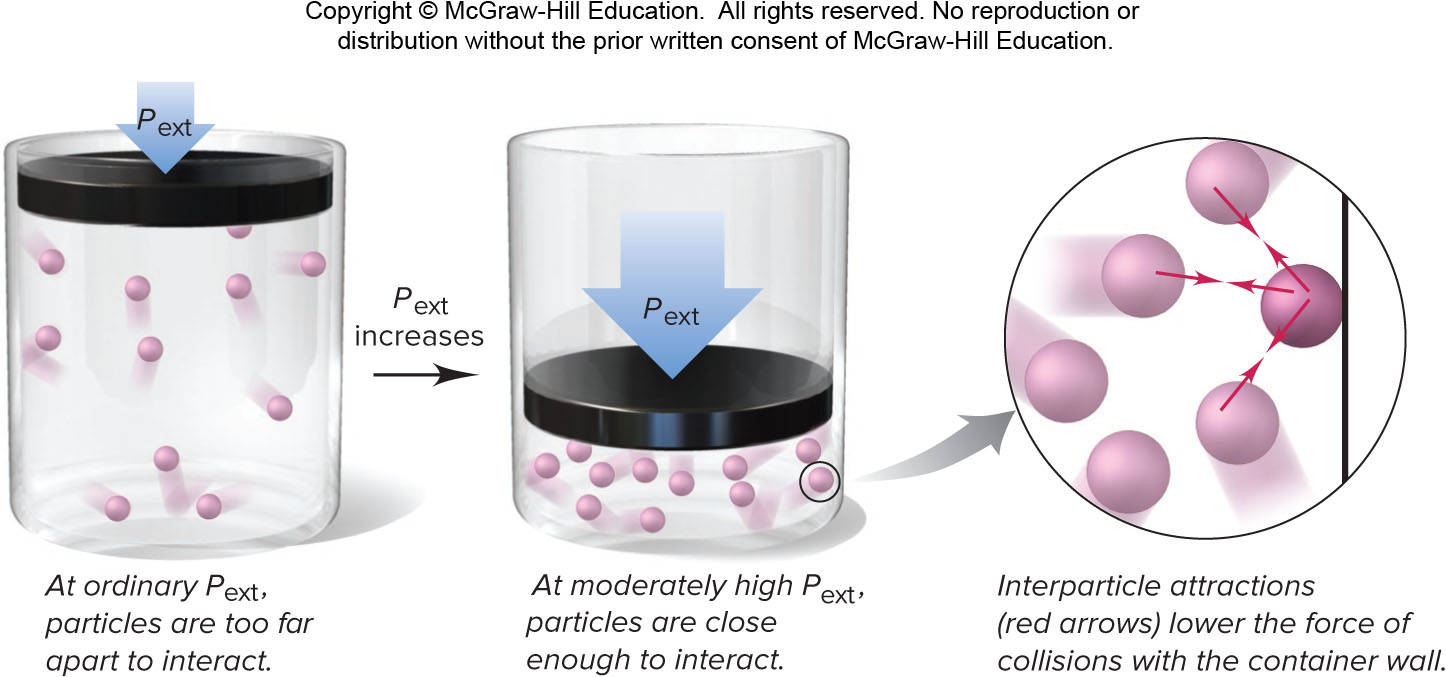 Copyright © McGraw-Hill Education.  All rights reserved. No reproduction or
distribution without the prior written consent of McGraw-Hill Education.
Pext
Pext
increases
Pext
At ordinary Pext,
particles are too far
apart to interact.
At moderately high Pext,
particles are close
enough to interact.
Interparticle attractions
(red arrows) lower the force of
collisions with the container wall.